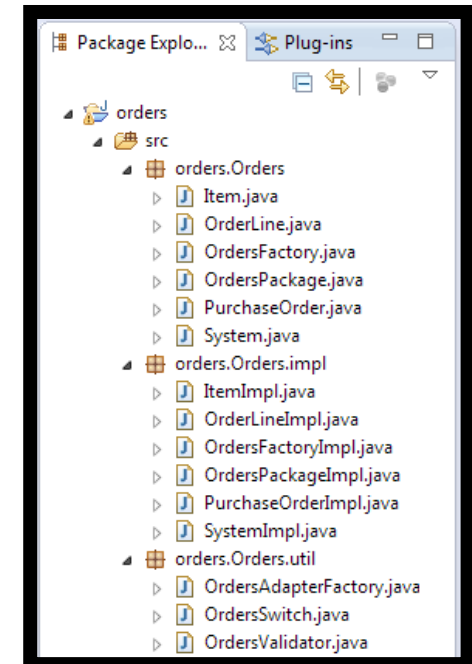 Package Explo... Plug-ins
orders
src
orders.Orders
Item.java
OrderLine.java
OrdersFactory.java
OrdersPackage.java
PurchaseOrder.java
System.java
orders.Orders.impl
ItemImpl.java
OrderLineImpl.java
OrdersFactoryImpl.java
OrdersPackageImpl.java
PurchaseOrderImpl.java
SystemImpl.java
orders.Orders.util
OrdersAdapterFactory.java
OrdersSwitch.java
OrdersValidator.java